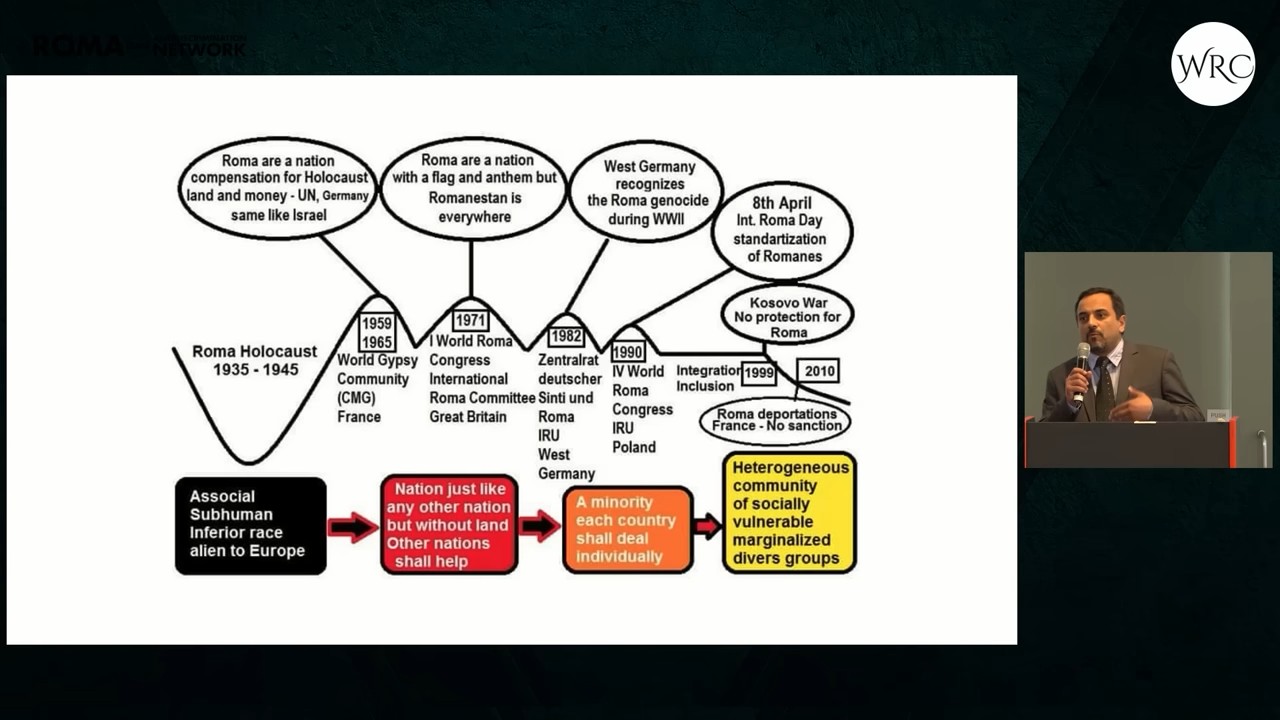 ROMA
NETWORK
WRC
Roma are a nation
compensation for Holocaust
land and money - UN, Germany
same like Israel
Roma are a nation
with a flag and anthem but
Romanestan is
everywhere
West Germany
recognizes
the Roma genocide
during WWII
8th April
Int. Roma Day
standartization
of Romanes
Kosovo War
No protection for
Roma
Roma Holocaust
1935 - 1945
1959
1965
World Gypsy
Community
(CMG)
France
1971
I World Roma
Congress
International
Roma Committee
Great Britain
1982
Zentralrat
deutscher
Sinti und
Roma
IRU
West
Germany
1990
IV World
Roma
Congress
IRU
Poland
Integration
Inclusion
1999
2010
Roma deportations
France - No sanction
Associal
Subhuman
Inferior race
alien to Europe
Nation just like
any other nation
but without land
Other nations
shall help
A minority
each country
shall deal
individually
Heterogeneous
community
of socially
vulnerable
marginalized
divers groups
PUSH